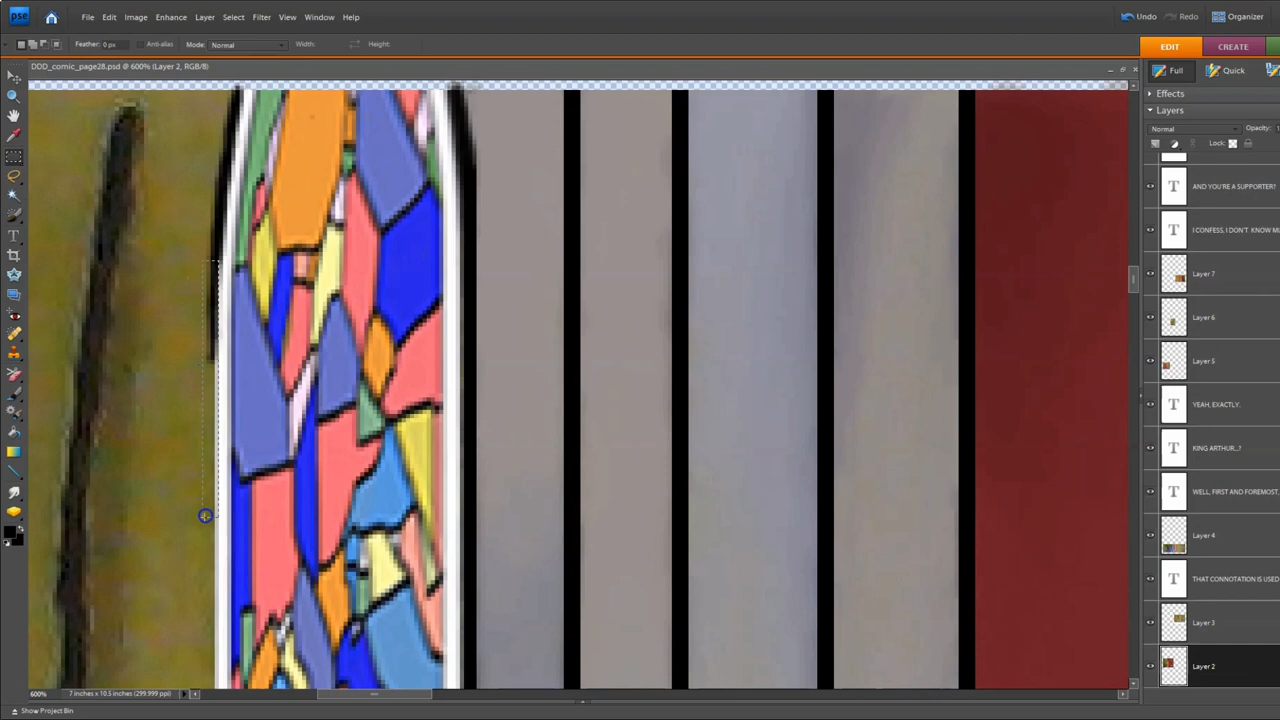 pse File Edit Image Enhance Layer Select Filter View Window Help Undo Redo Organizer
Feather: 0 px Anti-alias Mode: Normal Width: Height: EDIT CREATE
DDD_comic_page28.psd @ 600% (Layer 2, RGB/8)
Full Quick
Effects
Layers
Normal Opacity: 1
Lock:
T AND YOU'RE A SUPPORTER?
T I CONFESS, I DON'T KNOW MU
Layer 7
Layer 6
Layer 5
T YEAH, EXACTLY.
T KING ARTHUR...?
T WELL, FIRST AND FOREMOST,
Layer 4
T THAT CONNOTATION IS USED
Layer 3
Layer 2
600% 7 inches x 10.5 inches (299.999 ppi)
Show Project Bin